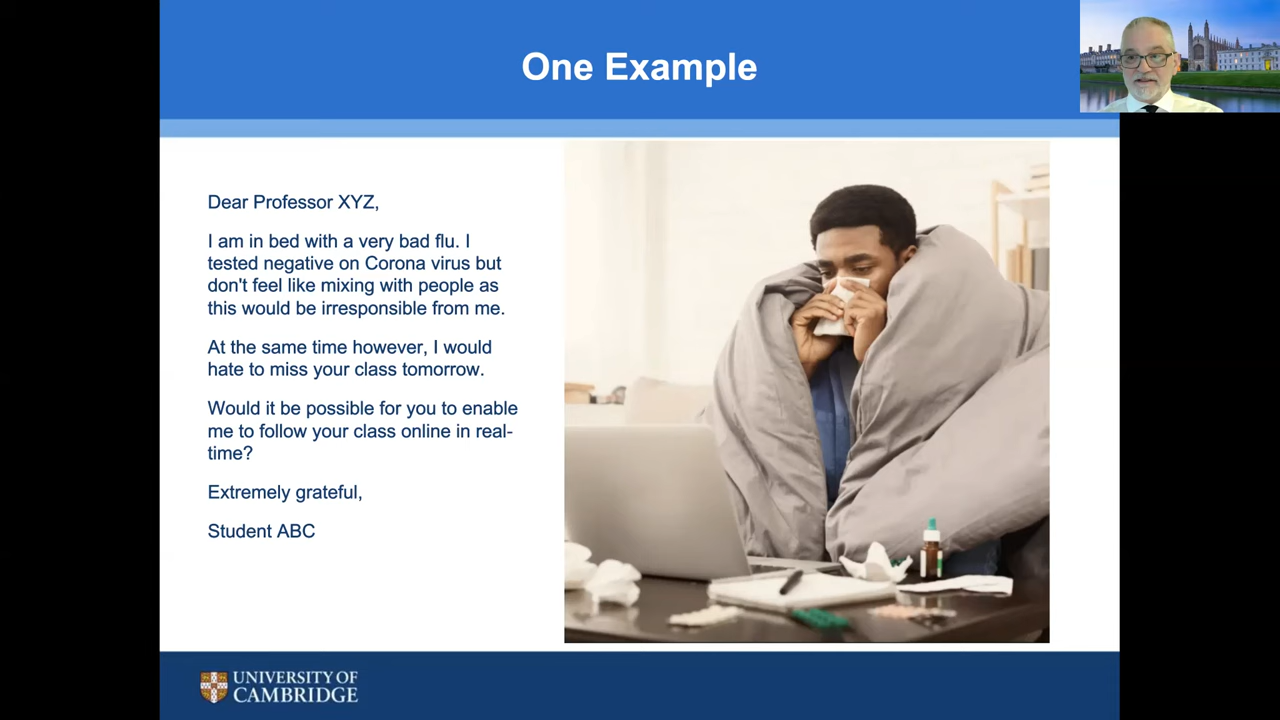 One Example
Dear Professor XYZ,
I am in bed with a very bad flu. I
tested negative on Corona virus but
don't feel like mixing with people as
this would be irresponsible from me.
At the same time however, I would
hate to miss your class tomorrow.
Would it be possible for you to enable
me to follow your class online in real-
time?
Extremely grateful,
Student ABC
UNIVERSITY OF
CAMBRIDGE